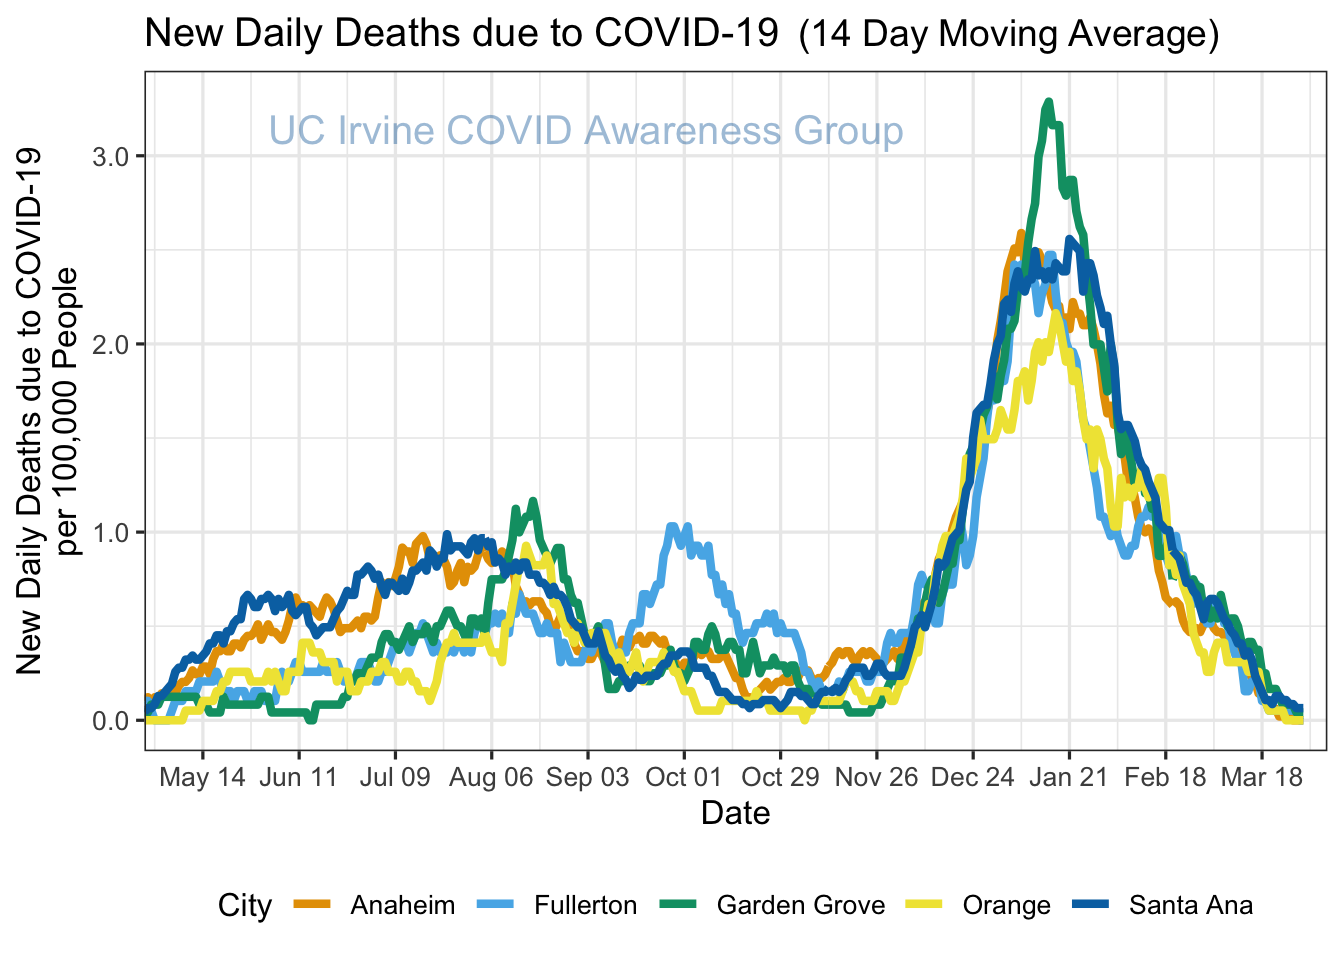 New Daily Deaths due to COVID-19 (14 Day Moving Average)
UC Irvine COVID Awareness Group
New Daily Deaths due to COVID-19
per 100,000 People
3.0
2.0
1.0
0.0
May 14 Jun 11 Jul 09 Aug 06 Sep 03 Oct 01 Oct 29 Nov 26 Dec 24 Jan 21 Feb 18 Mar 18
Date
City Anaheim Fullerton Garden Grove Orange Santa Ana